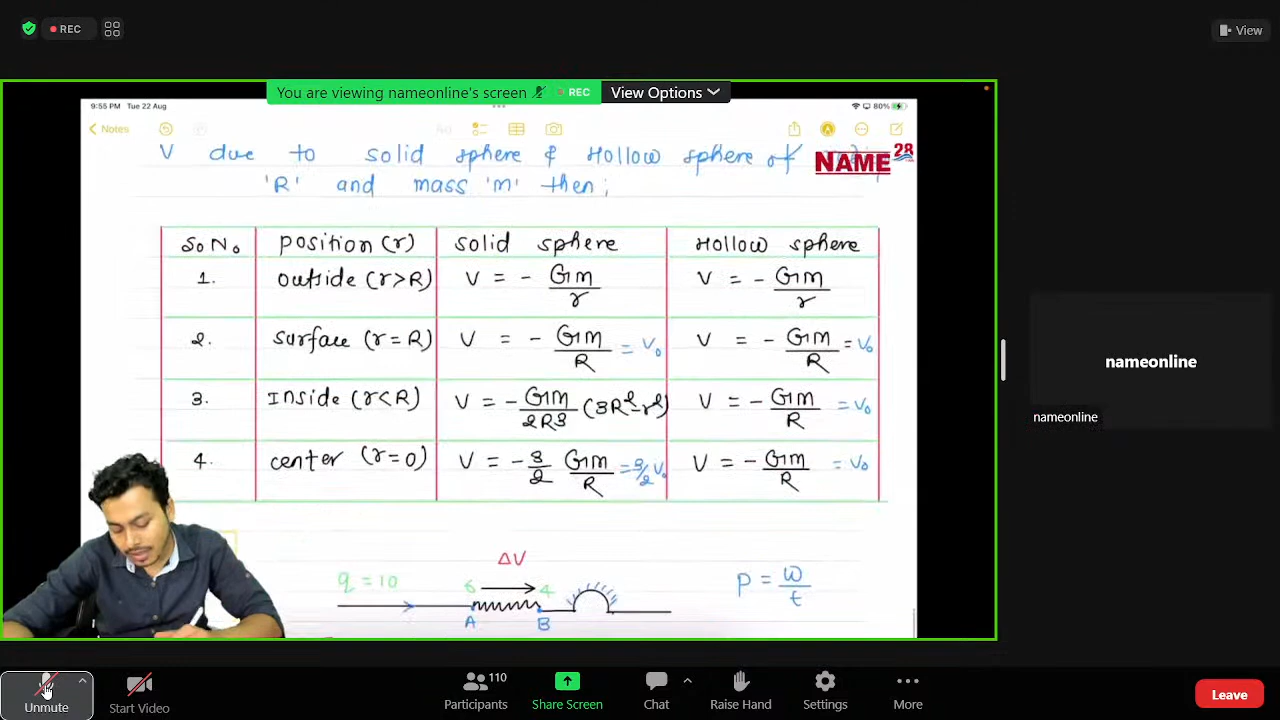 REC
View
You are viewing nameonline's screen REC View Options
9:55 PM Tue 22 Aug
80%
Notes
V due to solid sphere & Hollow sphere of
NAME 28
'R' and mass 'm' then;
So No. position (r) solid sphere Hollow sphere
1. outside (r>R) V = - GM/r V = - GM/r
2. surface (r = R) V = - GM/R = V₀ V = - GM/R = V₀
3. Inside (r<R) V = - GM/2R³ (3R²-r²) V = - GM/R = V₀
4. center (r=0) V = - 3/2 GM/R = 3/2 V₀ V = - GM/R = V₀
nameonline
nameonline
ΔV
q = 10 6 4 P = W/t
A B
Unmute
Start Video
Participants 110
Share Screen
Chat
Raise Hand
Settings
More
Leave